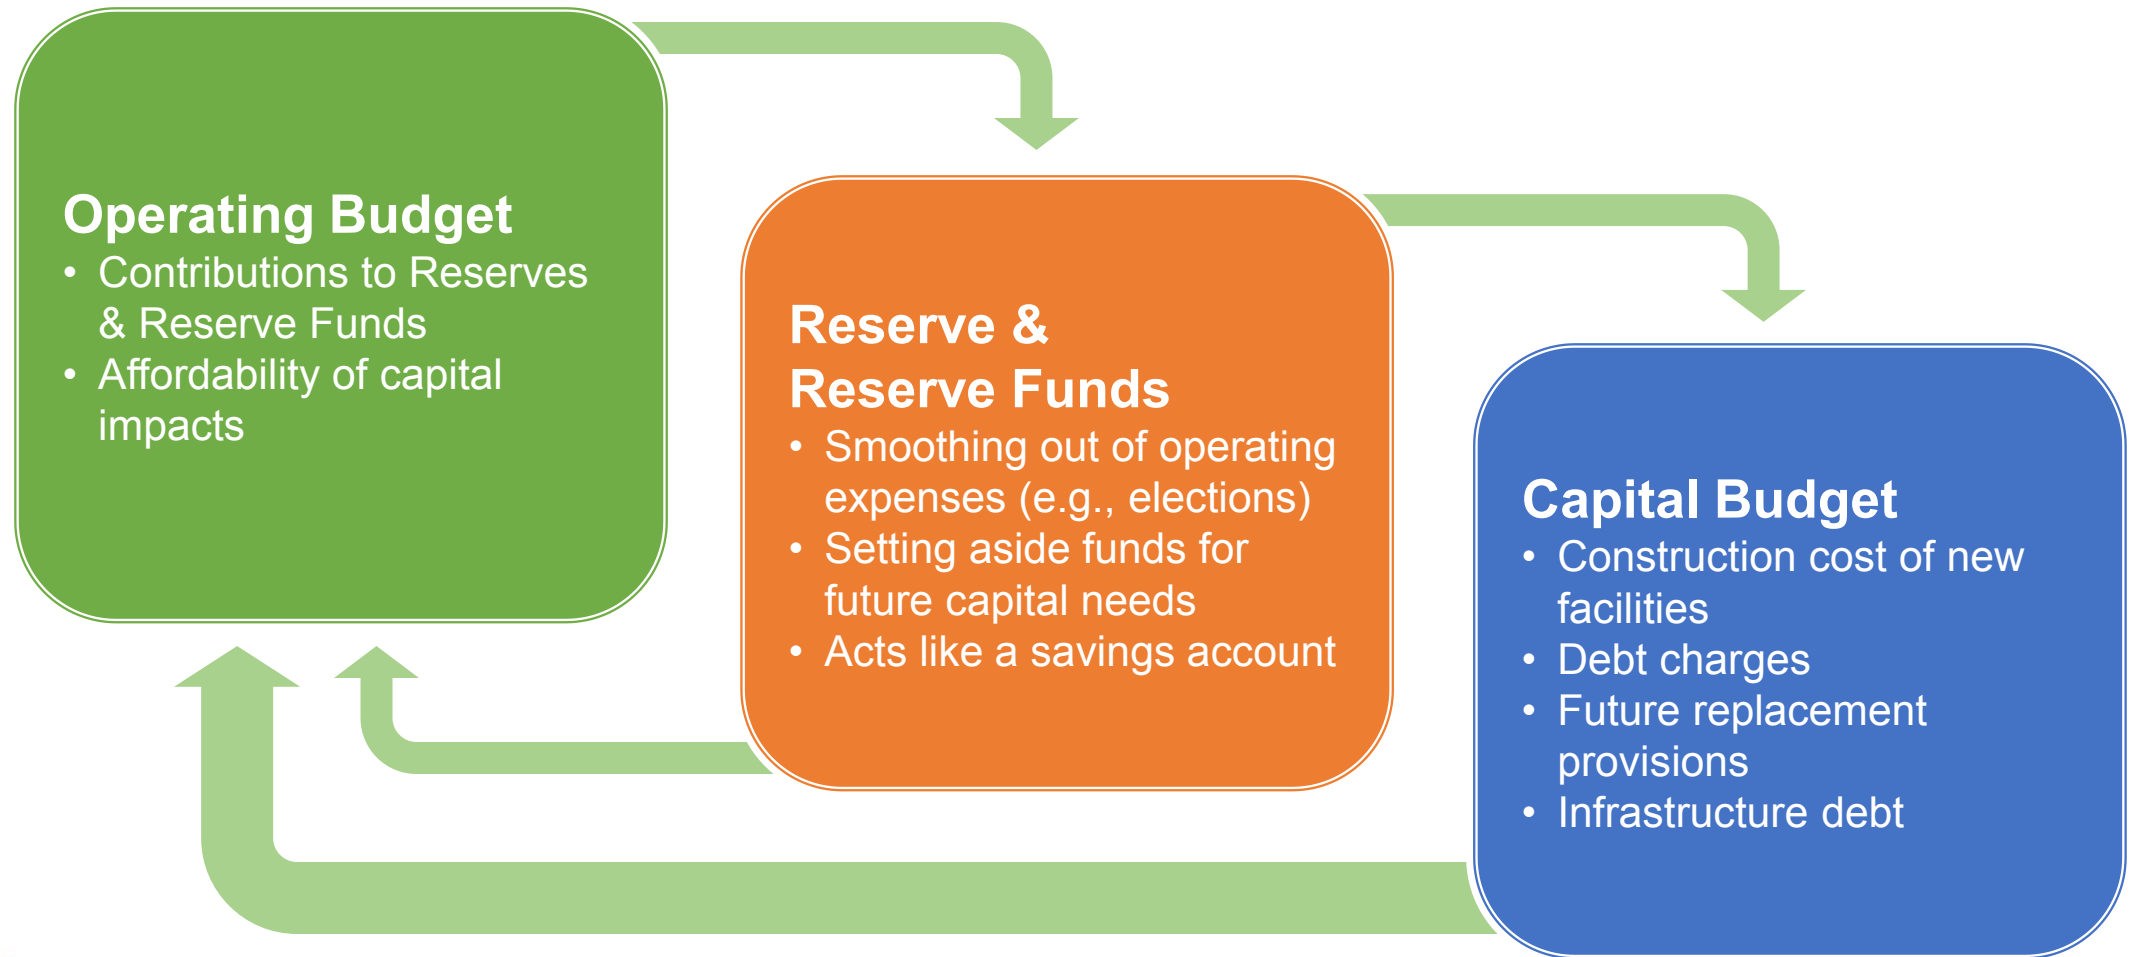 Operating Budget
• Contributions to Reserves
& Reserve Funds
• Affordability of capital
impacts
Reserve &
Reserve Funds
• Smoothing out of operating
expenses (e.g., elections)
• Setting aside funds for
future capital needs
• Acts like a savings account
Capital Budget
• Construction cost of new
facilities
• Debt charges
• Future replacement
provisions
• Infrastructure debt